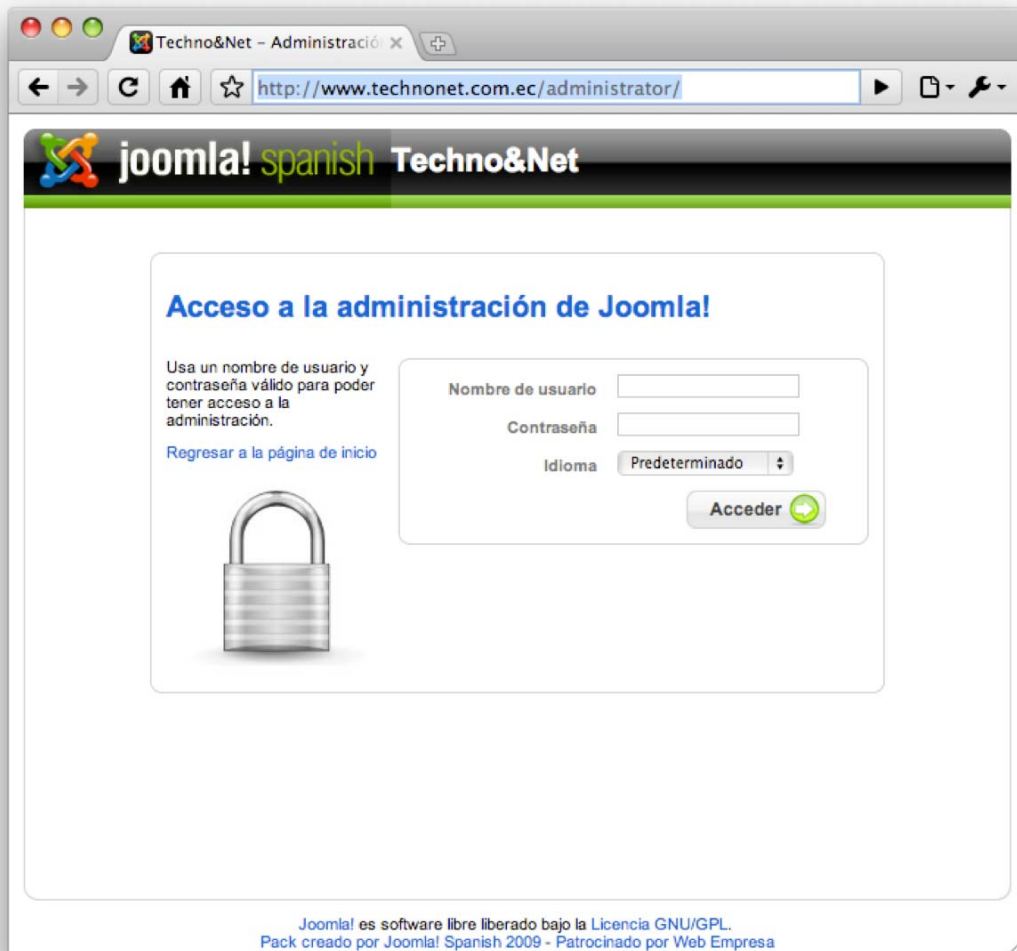 Techno&Net – Administració
http://www.technonet.com.ec/administrator/
joomla! spanish Techno&Net
Acceso a la administración de Joomla!
Usa un nombre de usuario y
contraseña válido para poder
tener acceso a la
administración.
Regresar a la página de inicio
Nombre de usuario
Contraseña
Idioma
Predeterminado
Acceder
Joomla! es software libre liberado bajo la Licencia GNU/GPL.
Pack creado por Joomla! Spanish 2009 - Patrocinado por Web Empresa